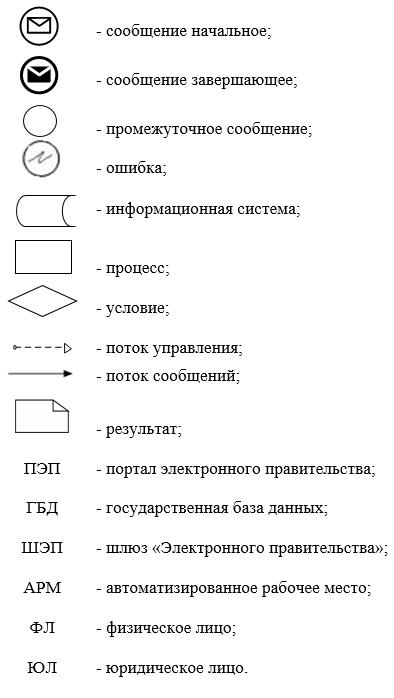 - сообщение начальное;
- сообщение завершающее;
- промежуточное сообщение;
- ошибка;
- информационная система;
- процесс;
- условие;
- поток управления;
- поток сообщений;
- результат;
ПЭП - портал электронного правительства;
ГБД - государственная база данных;
ШЭП - шлюз «Электронного правительства»;
АРМ - автоматизированное рабочее место;
ФЛ - физическое лицо;
ЮЛ - юридическое лицо.